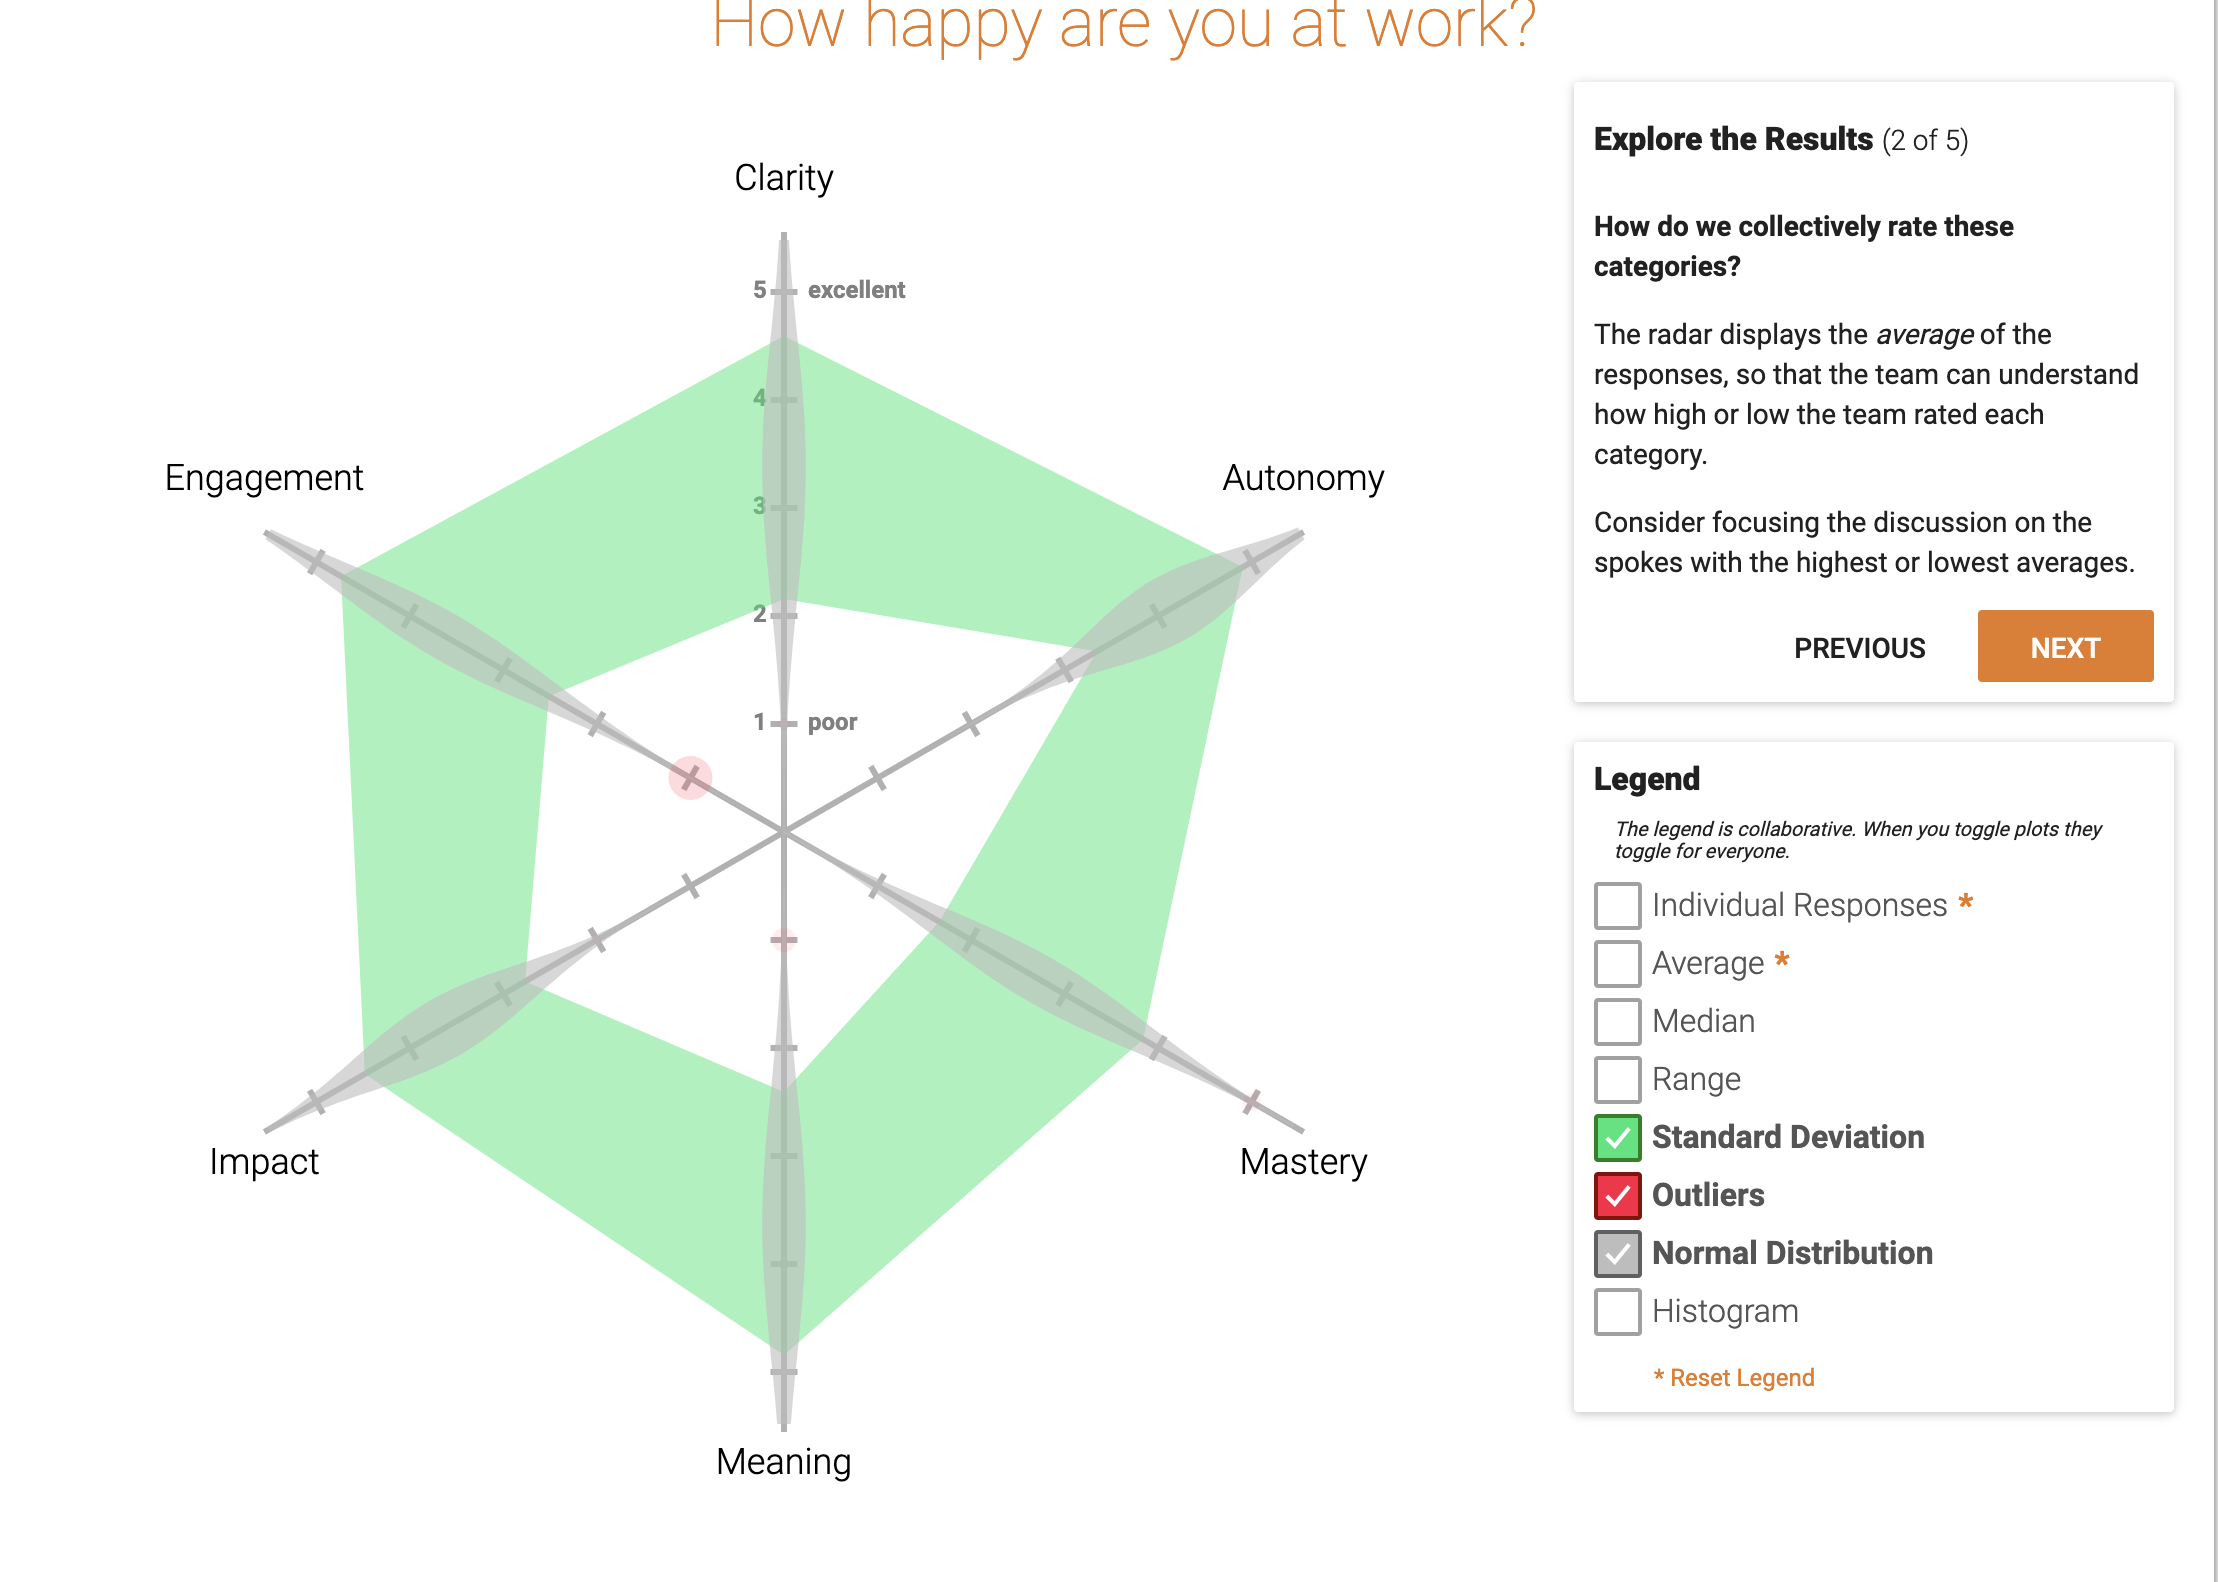 How happy are you at work?
Clarity
5 excellent
4
3
2
1 poor
Autonomy
Engagement
Impact
Mastery
Meaning
Explore the Results (2 of 5)
How do we collectively rate these
categories?
The radar displays the average of the
responses, so that the team can understand
how high or low the team rated each
category.
Consider focusing the discussion on the
spokes with the highest or lowest averages.
PREVIOUS NEXT
Legend
The legend is collaborative. When you toggle plots they
toggle for everyone.
Individual Responses *
Average *
Median
Range
Standard Deviation
Outliers
Normal Distribution
Histogram
* Reset Legend